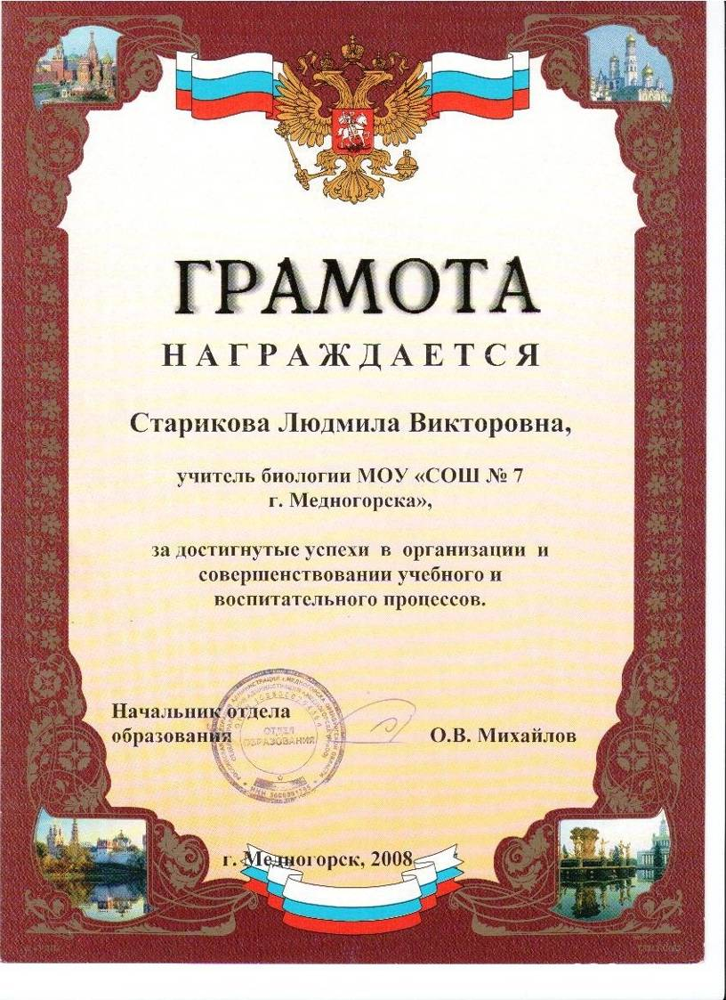 ГРАМОТА
НАГРАЖДАЕТСЯ
Старикова Людмила Викторовна,
учитель биологии МОУ «СОШ № 7
г. Медногорска»,
за достигнутые успехи в организации и
совершенствовании учебного и
воспитательного процессов.
Начальник отдела
образования
О.В. Михайлов
ОТДЕЛ
ОБРАЗОВАНИЯ
г. Медногорск, 2008